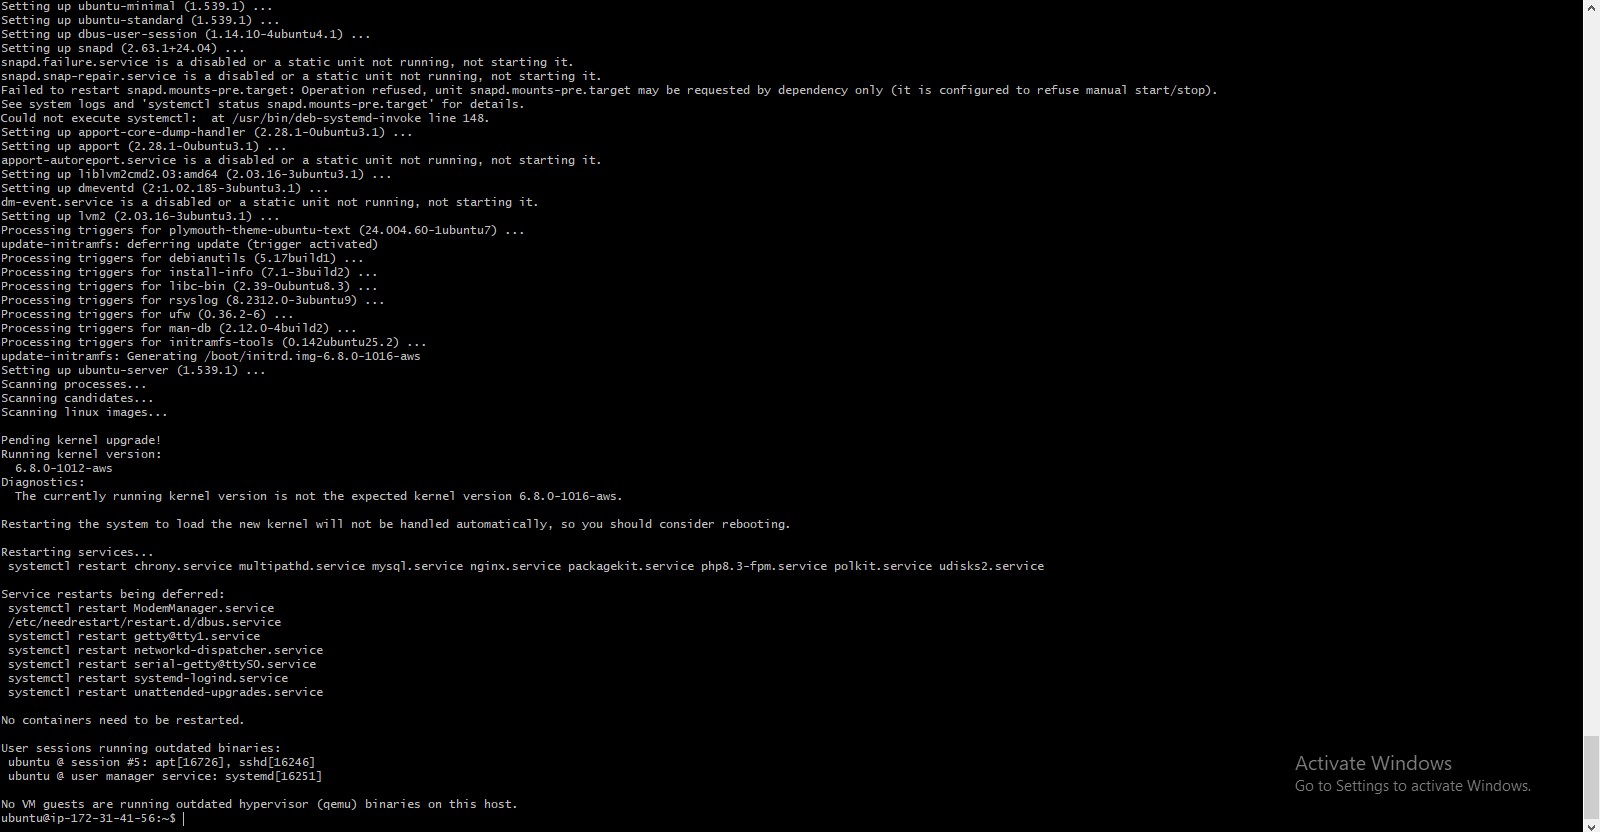 Setting up ubuntu-minimal (1.539.1) ...
Setting up ubuntu-standard (1.539.1) ...
Setting up dbus-user-session (1.14.10-4ubuntu4.1) ...
Setting up snapd (2.63.1+24.04) ...
snapd.failure.service is a disabled or a static unit not running, not starting it.
snapd.snap-repair.service is a disabled or a static unit not running, not starting it.
Failed to restart snapd.mounts-pre.target: Operation refused, unit snapd.mounts-pre.target may be requested by dependency only (it is configured to refuse manual start/stop).
See system logs and 'systemctl status snapd.mounts-pre.target' for details.
Could not execute systemctl:  at /usr/bin/deb-systemd-invoke line 148.
Setting up apport-core-dump-handler (2.28.1-0ubuntu3.1) ...
Setting up apport (2.28.1-0ubuntu3.1) ...
apport-autoreport.service is a disabled or a static unit not running, not starting it.
Setting up liblvm2cmd2.03:amd64 (2.03.16-3ubuntu3.1) ...
Setting up dmeventd (2:1.02.185-3ubuntu3.1) ...
dm-event.service is a disabled or a static unit not running, not starting it.
Setting up lvm2 (2.03.16-3ubuntu3.1) ...
Processing triggers for plymouth-theme-ubuntu-text (24.004.60-1ubuntu7) ...
update-initramfs: deferring update (trigger activated)
Processing triggers for debianutils (5.17build1) ...
Processing triggers for install-info (7.1-3build2) ...
Processing triggers for libc-bin (2.39-0ubuntu8.3) ...
Processing triggers for rsyslog (8.2312.0-3ubuntu9) ...
Processing triggers for ufw (0.36.2-6) ...
Processing triggers for man-db (2.12.0-4build2) ...
Processing triggers for initramfs-tools (0.142ubuntu25.2) ...
update-initramfs: Generating /boot/initrd.img-6.8.0-1016-aws
Setting up ubuntu-server (1.539.1) ...
Scanning processes...
Scanning candidates...
Scanning linux images...
Pending kernel upgrade!
Running kernel version:
6.8.0-1012-aws
Diagnostics:
The currently running kernel version is not the expected kernel version 6.8.0-1016-aws.
Restarting the system to load the new kernel will not be handled automatically, so you should consider rebooting.
Restarting services...
systemctl restart chrony.service multipathd.service mysql.service nginx.service packagekit.service php8.3-fpm.service polkit.service udisks2.service
Service restarts being deferred:
systemctl restart ModemManager.service
/etc/needrestart/restart.d/dbus.service
systemctl restart getty@tty1.service
systemctl restart networkd-dispatcher.service
systemctl restart serial-getty@ttyS0.service
systemctl restart systemd-logind.service
systemctl restart unattended-upgrades.service
No containers need to be restarted.
User sessions running outdated binaries:
ubuntu @ session #5: apt[16726], sshd[16246]
ubuntu @ user manager service: systemd[16251]
No VM guests are running outdated hypervisor (qemu) binaries on this host.
ubuntu@ip-172-31-41-56:~$
Activate Windows
Go to Settings to activate Windows.